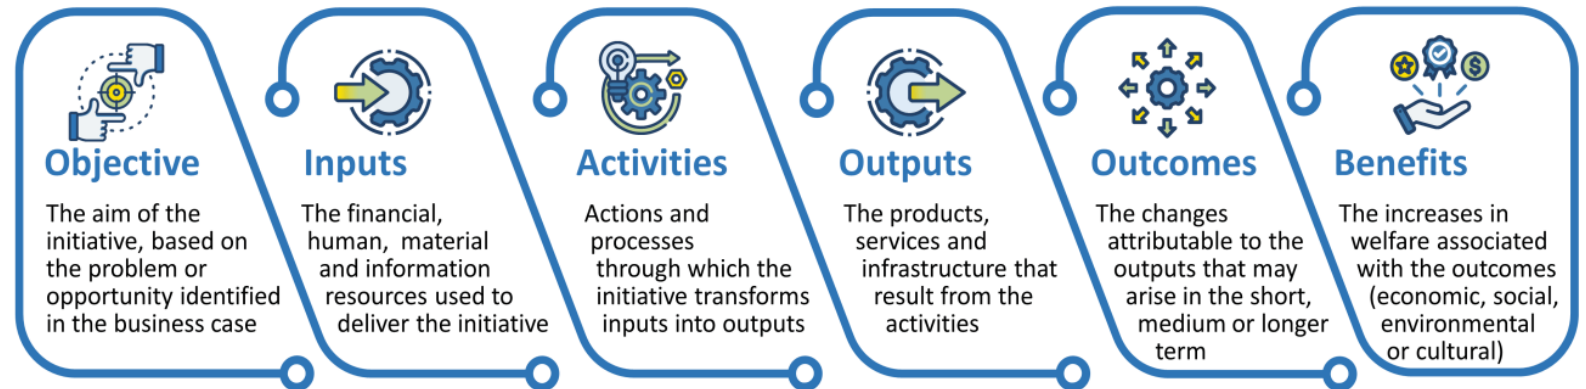 Objective
The aim of the
initiative, based on
the problem or
opportunity identified
in the business case
Inputs
The financial,
human, material
and information
resources used to
deliver the initiative
Activities
Actions and
processes
through which the
initiative transforms
inputs into outputs
Outputs
The products,
services and
infrastructure that
result from the
activities
Outcomes
The changes
attributable to the
outputs that may
arise in the short,
medium or longer
term
Benefits
$
The increases in
welfare associated
with the outcomes
(economic, social,
environmental
or cultural)